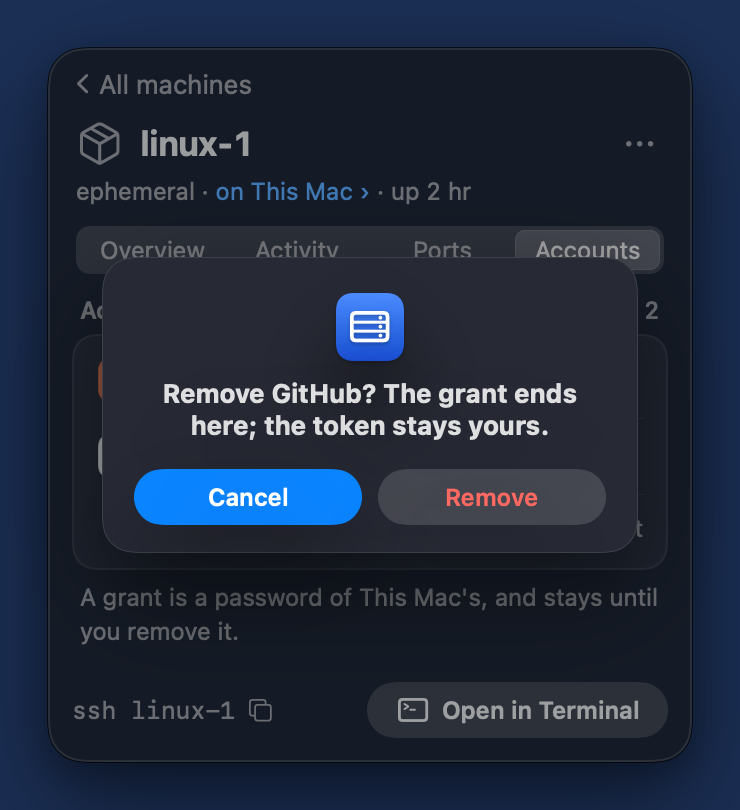 All machines
linux-1
ephemeral · on This Mac › · up 2 hr
Overview Activity Ports Accounts
2
Remove GitHub? The grant ends
here; the token stays yours.
Cancel Remove
A grant is a password of This Mac's, and stays until
you remove it.
ssh linux-1 Open in Terminal